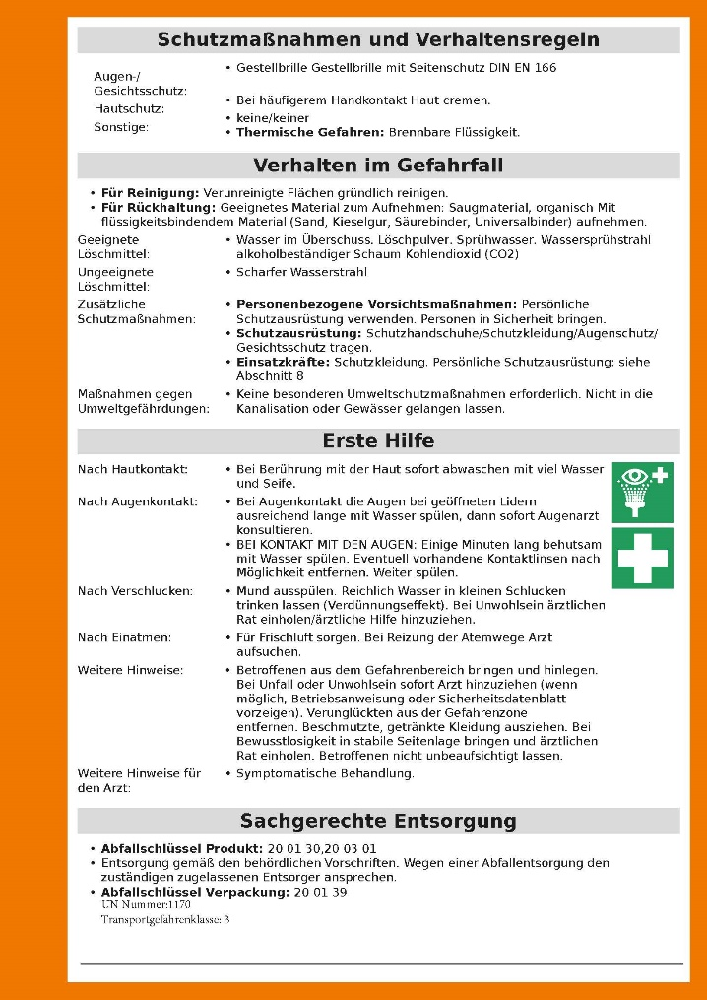 Schutzmaßnahmen und Verhaltensregeln
Augen-/
Gesichtsschutz:
• Gestellbrille Gestellbrille mit Seitenschutz DIN EN 166
Hautschutz:
• Bei häufigerem Handkontakt Haut cremen.
Sonstige:
• keine/keiner
• Thermische Gefahren: Brennbare Flüssigkeit.
Verhalten im Gefahrfall
• Für Reinigung: Verunreinigte Flächen gründlich reinigen.
• Für Rückhaltung: Geeignetes Material zum Aufnehmen: Saugmaterial, organisch Mit
flüssigkeitsbindendem Material (Sand, Kieselgur, Säurebinder, Universalbinder) aufnehmen.
Geeignete
Löschmittel:
• Wasser im Überschuss. Löschpulver. Sprühwasser. Wassersprühstrahl
alkoholbeständiger Schaum Kohlendioxid (CO2)
Ungeeignete
Löschmittel:
• Scharfer Wasserstrahl
Zusätzliche
Schutzmaßnahmen:
• Personenbezogene Vorsichtsmaßnahmen: Persönliche
Schutzausrüstung verwenden. Personen in Sicherheit bringen.
• Schutzausrüstung: Schutzhandschuhe/Schutzkleidung/Augenschutz/
Gesichtsschutz tragen.
• Einsatzkräfte: Schutzkleidung. Persönliche Schutzausrüstung: siehe
Abschnitt 8
Maßnahmen gegen
Umweltgefährdungen:
• Keine besonderen Umweltschutzmaßnahmen erforderlich. Nicht in die
Kanalisation oder Gewässer gelangen lassen.
Erste Hilfe
Nach Hautkontakt:
• Bei Berührung mit der Haut sofort abwaschen mit viel Wasser
und Seife.
Nach Augenkontakt:
• Bei Augenkontakt die Augen bei geöffneten Lidern
ausreichend lange mit Wasser spülen, dann sofort Augenarzt
konsultieren.
• BEI KONTAKT MIT DEN AUGEN: Einige Minuten lang behutsam
mit Wasser spülen. Eventuell vorhandene Kontaktlinsen nach
Möglichkeit entfernen. Weiter spülen.
Nach Verschlucken:
• Mund ausspülen. Reichlich Wasser in kleinen Schlucken
trinken lassen (Verdünnungseffekt). Bei Unwohlsein ärztlichen
Rat einholen/ärztliche Hilfe hinzuziehen.
Nach Einatmen:
• Für Frischluft sorgen. Bei Reizung der Atemwege Arzt
aufsuchen.
Weitere Hinweise:
• Betroffenen aus dem Gefahrenbereich bringen und hinlegen.
Bei Unfall oder Unwohlsein sofort Arzt hinzuziehen (wenn
möglich, Betriebsanweisung oder Sicherheitsdatenblatt
vorzeigen). Verunglückten aus der Gefahrenzone
entfernen. Beschmutzte, getränkte Kleidung ausziehen. Bei
Bewusstlosigkeit in stabile Seitenlage bringen und ärztlichen
Rat einholen. Betroffenen nicht unbeaufsichtigt lassen.
Weitere Hinweise für
den Arzt:
• Symptomatische Behandlung.
Sachgerechte Entsorgung
• Abfallschlüssel Produkt: 20 01 30,20 03 01
• Entsorgung gemäß den behördlichen Vorschriften. Wegen einer Abfallentsorgung den
zuständigen zugelassenen Entsorger ansprechen.
• Abfallschlüssel Verpackung: 20 01 39
UN Nummer:1170
Transportgefahrenklasse: 3